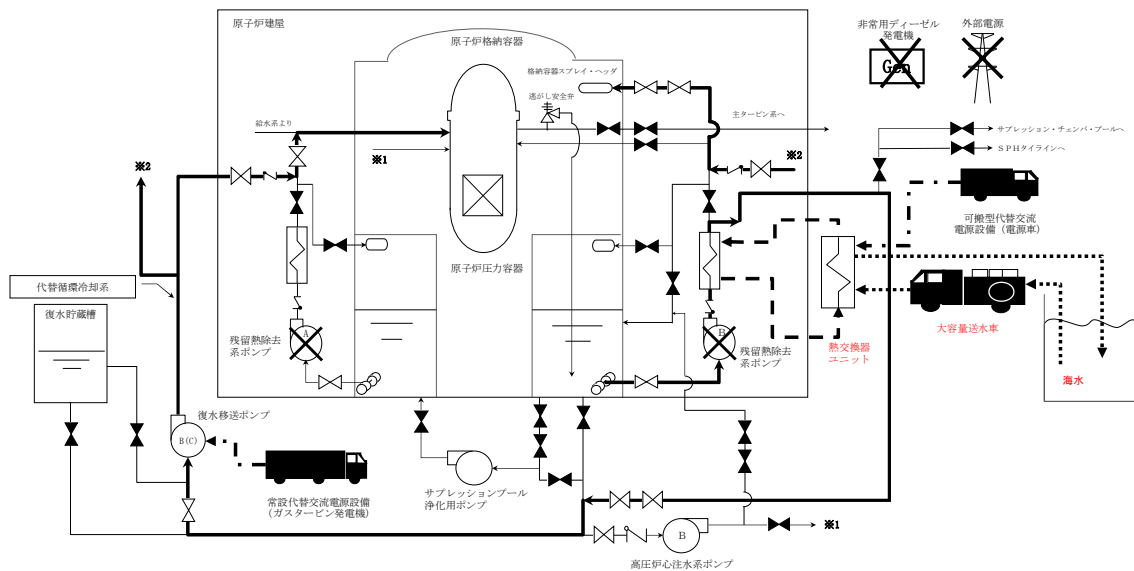 原子炉建屋
非常用ディーゼル
発電機
外部電源
Gen
原子炉格納容器
格納容器スプレイ・ヘッダ
逃がし安全弁
給水系より
主タービン系へ
サプレッション・チェンバ・プールへ
SPHタイラインへ
※1
※2
※2
可搬型代替交流
電源設備（電源車）
原子炉圧力容器
代替循環冷却系
復水貯蔵槽
A
B
残留熱除去
系ポンプ
残留熱除去
系ポンプ
熱交換器
ユニット
大容量送水車
海水
復水移送ポンプ
B(C)
常設代替交流電源設備
(ガスタービン発電機)
サプレッションプール
浄化用ポンプ
B
※1
高圧炉心注水系ポンプ